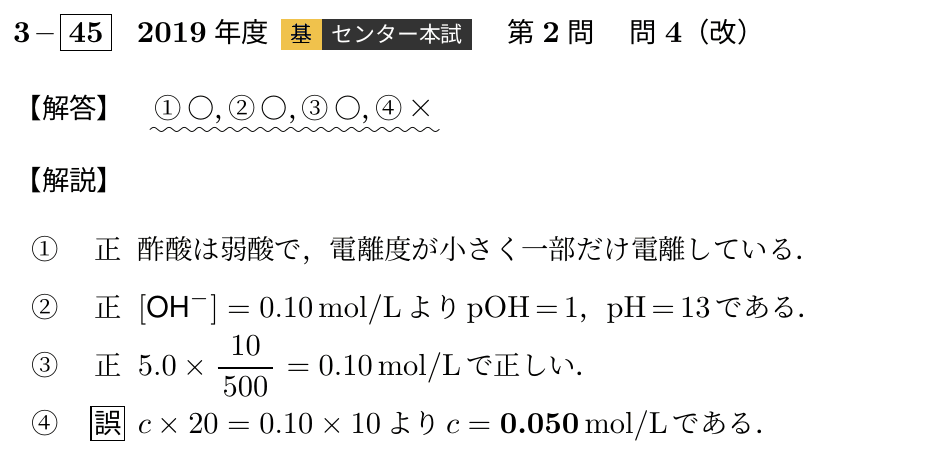 3−45 2019 年度 基 センター本試 第 2 問 問 4（改）
【解答】 ① ○, ② ○, ③ ○, ④ ×
【解説】
① 正 酢酸は弱酸で，電離度が小さく一部だけ電離している．
② 正 [OH⁻] = 0.10 mol/L より pOH = 1，pH = 13 である．
③ 正 5.0 × 10/500 = 0.10 mol/L で正しい．
④ 誤 c × 20 = 0.10 × 10 より c = 0.050 mol/L である．